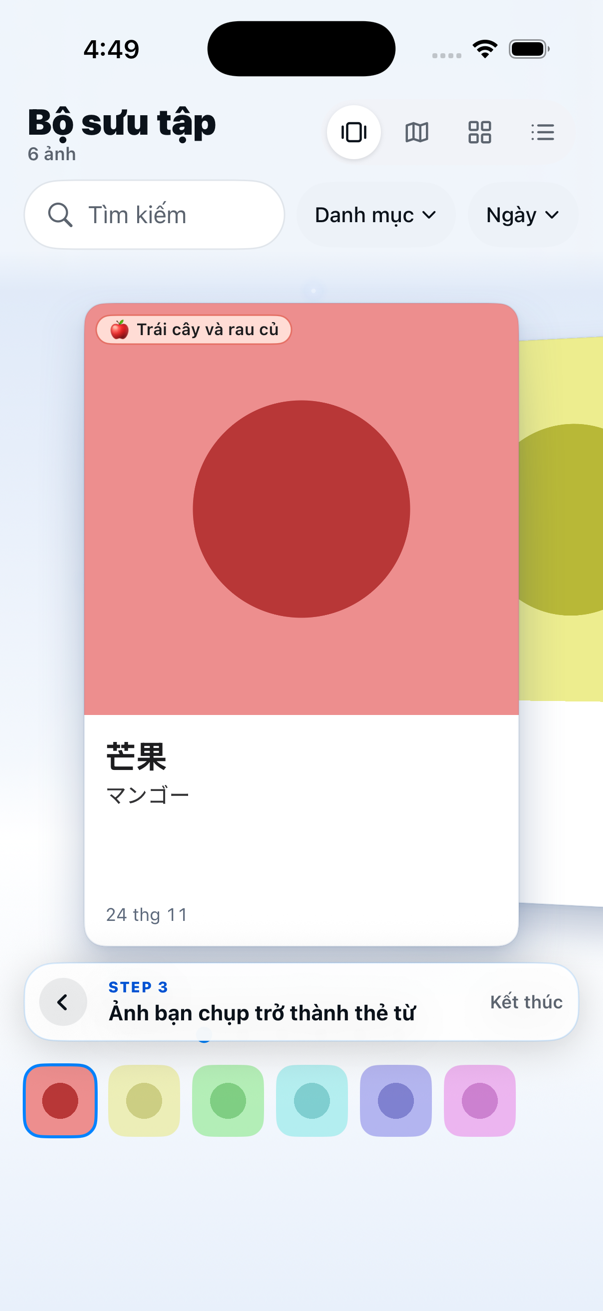 4:49
Bộ sưu tập
6 ảnh
Tìm kiếm
Danh mục
Ngày
Trái cây và rau củ
芒果
マンゴー
24 thg 11
STEP 3
Ảnh bạn chụp trở thành thẻ từ
Kết thúc